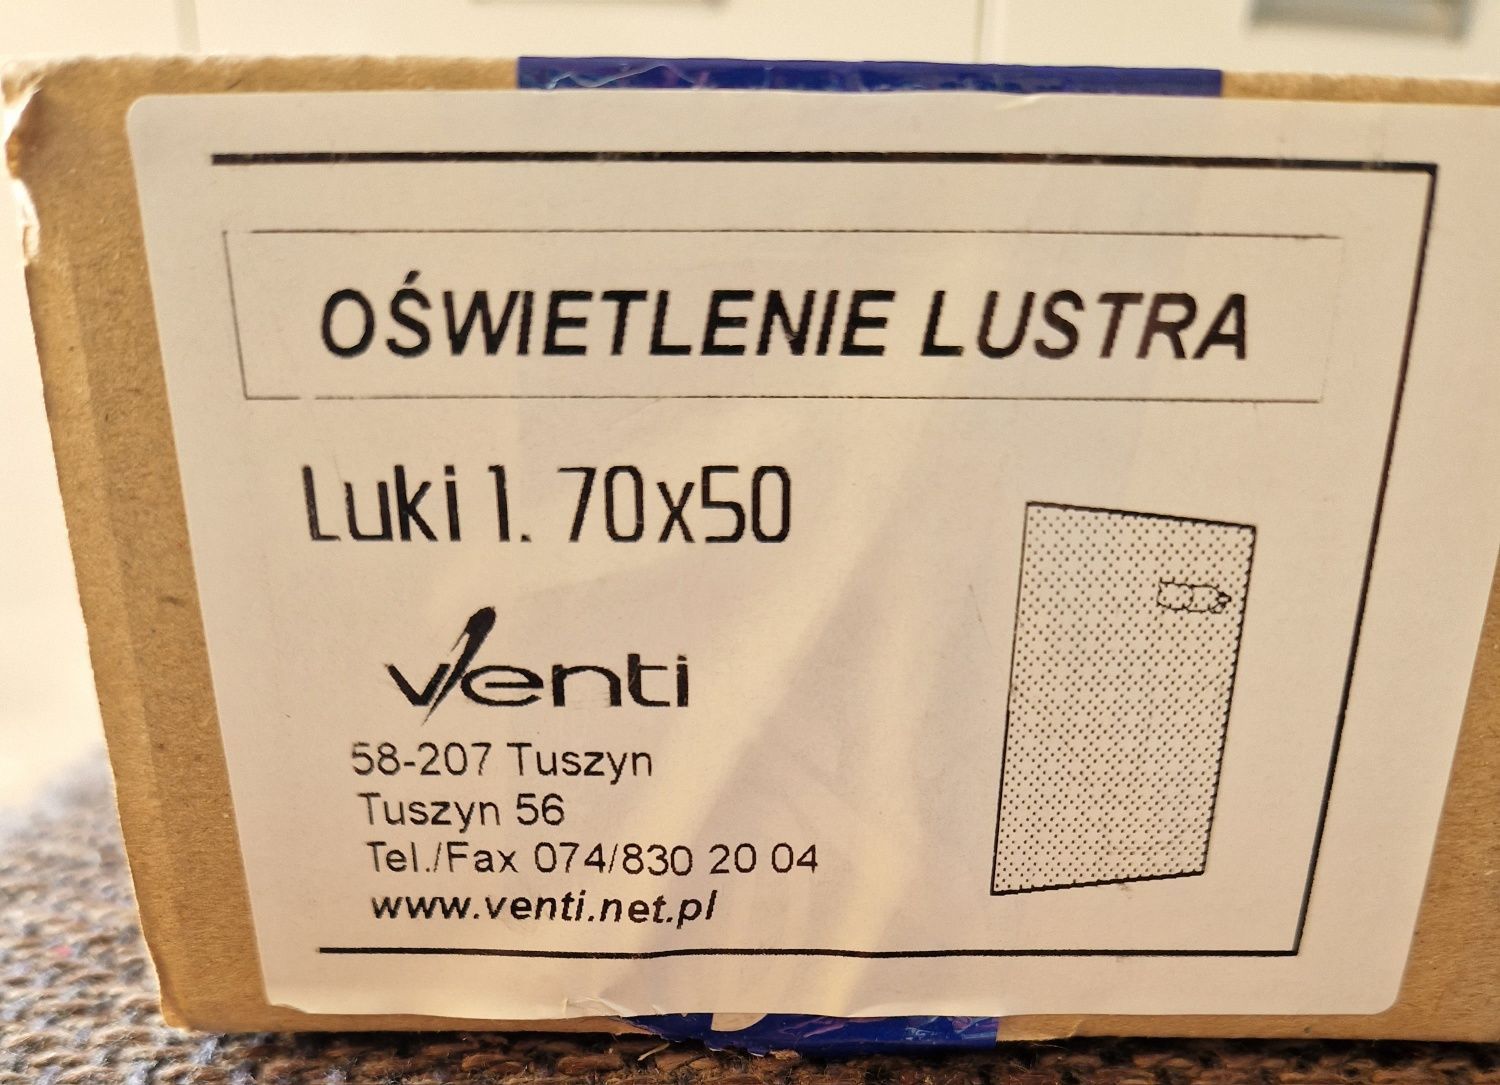 OŚWIETLENIE LUSTRA
Luki 1. 70x50
Venti
58-207 Tuszyn
Tuszyn 56
Tel./Fax 074/830 20 04
www.venti.net.pl